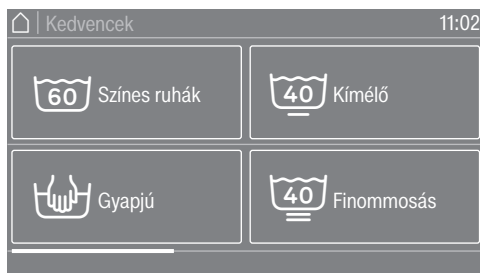 Kedvencek 11:02
60 Színes ruhák
40 Kímélő
Gyapjú
40 Finommosás